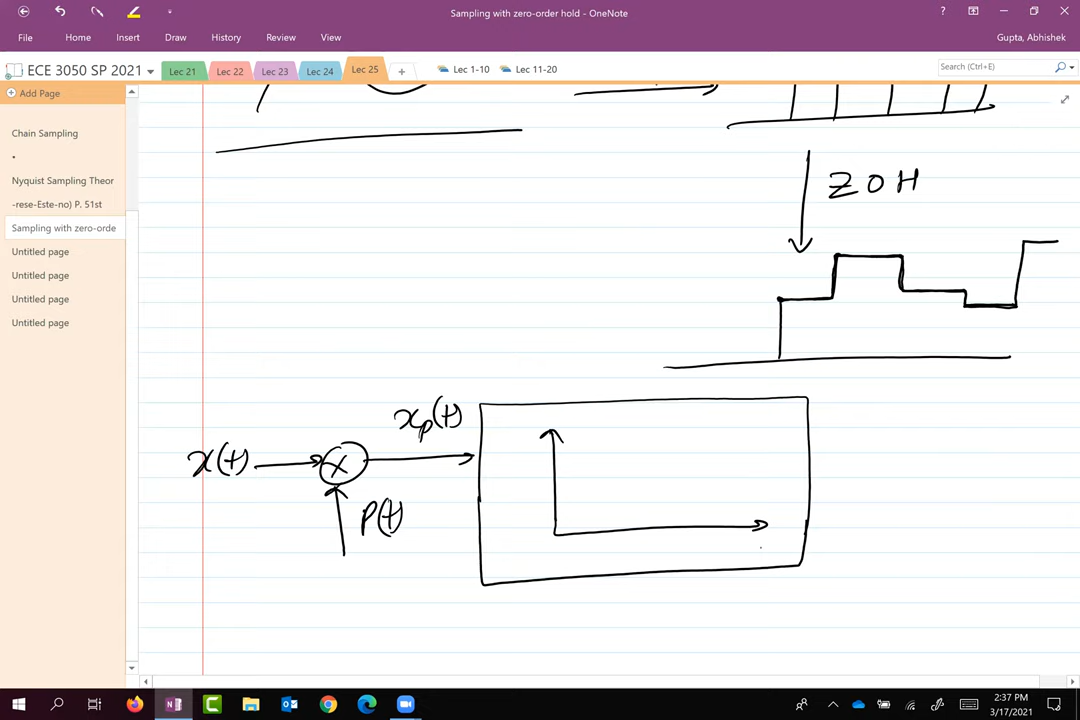 Sampling with zero-order hold - OneNote
Gupta, Abhishek
File Home Insert Draw History Review View
ECE 3050 SP 2021
Lec 21
Lec 22
Lec 23
Lec 24
Lec 25
Lec 1-10
Lec 11-20
Search (Ctrl+E)
Add Page
Chain Sampling
Nyquist Sampling Theor
-rese-Este-no) P. 51st
Sampling with zero-orde
Untitled page
Untitled page
Untitled page
Untitled page
ZOH
x(t)
X
xp(t)
P(t)
2:37 PM
3/17/2021